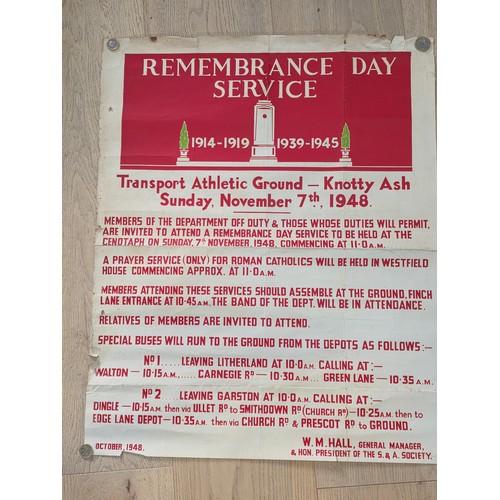 REMEMBRANCE DAY
SERVICE
1914-1919 1939-1945
Transport Athletic Ground — Knotty Ash
Sunday, November 7th, 1948.
MEMBERS OF THE DEPARTMENT OFF DUTY & THOSE WHOSE DUTIES WILL PERMIT,
ARE INVITED TO ATTEND A REMEMBRANCE DAY SERVICE TO BE HELD AT THE
CENOTAPH ON SUNDAY, 7th NOVEMBER, 1948, COMMENCING AT 11·0 A.M.
A PRAYER SERVICE (ONLY) FOR ROMAN CATHOLICS WILL BE HELD IN WESTFIELD
HOUSE COMMENCING APPROX. AT 11·0 A.M.
MEMBERS ATTENDING THESE SERVICES SHOULD ASSEMBLE AT THE GROUND, FINCH
LANE ENTRANCE AT 10·45 A.M. THE BAND OF THE DEPT. WILL BE IN ATTENDANCE.
RELATIVES OF MEMBERS ARE INVITED TO ATTEND.
SPECIAL BUSES WILL RUN TO THE GROUND FROM THE DEPOTS AS FOLLOWS:—
No 1 ..... LEAVING LITHERLAND AT 10·0 A.M. CALLING AT:—
WALTON — 10·15 A.M., ..... CARNEGIE RD — 10·30 A.M... GREEN LANE — 10·35 A.M.
No 2 LEAVING GARSTON AT 10·0 A.M. CALLING AT:—
DINGLE — 10·15 A.M. then via ULLET RD to SMITHDOWN RD (CHURCH RD) — 10·25 A.M. then to
EDGE LANE DEPOT — 10·35 A.M. then via CHURCH RD & PRESCOT RD to GROUND.
W. M. HALL, GENERAL MANAGER,
OCTOBER, 1948. & HON. PRESIDENT OF THE S. & A. SOCIETY.